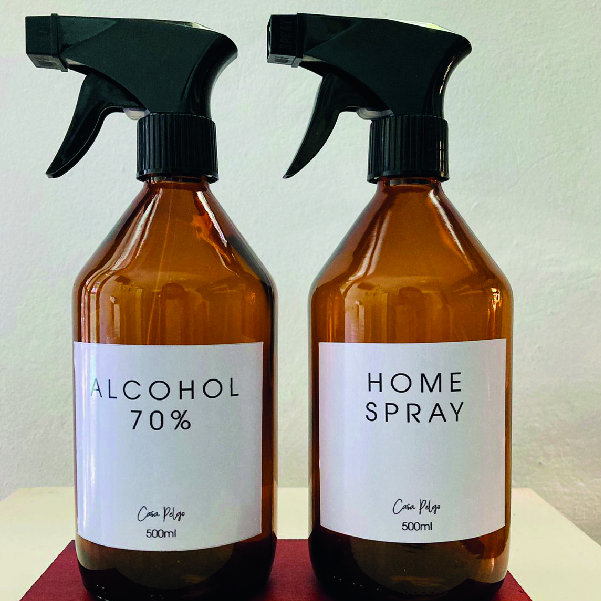 ALCOHOL
70%
Casa Pelgo
500ml
HOME
SPRAY
Casa Pelgo
500ml